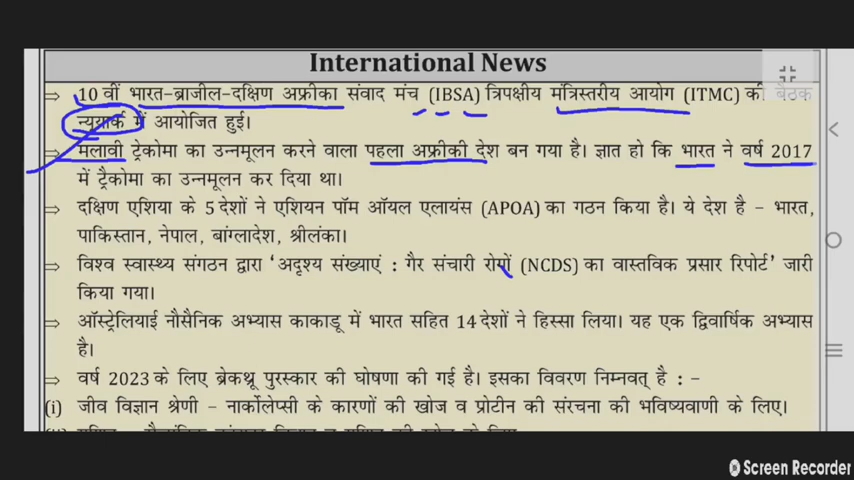 International News
⇒ 10 वीं भारत-ब्राजील-दक्षिण अफ्रीका संवाद मंच (IBSA) त्रिपक्षीय मंत्रिस्तरीय आयोग (ITMC) की बैठक
न्यूयार्क में आयोजित हुई।
⇒ मलावी ट्रेकोमा का उन्नमूलन करने वाला पहला अफ्रीकी देश बन गया है। ज्ञात हो कि भारत ने वर्ष 2017
में ट्रैकोमा का उन्नमूलन कर दिया था।
⇒ दक्षिण एशिया के 5 देशों ने एशियन पॉम ऑयल एलायंस (APOA) का गठन किया है। ये देश है - भारत,
पाकिस्तान, नेपाल, बांग्लादेश, श्रीलंका।
⇒ विश्व स्वास्थ्य संगठन द्वारा 'अदृश्य संख्याएं : गैर संचारी रोगों (NCDS) का वास्तविक प्रसार रिपोर्ट' जारी
किया गया।
⇒ ऑस्ट्रेलियाई नौसैनिक अभ्यास काकाडू में भारत सहित 14 देशों ने हिस्सा लिया। यह एक द्विवार्षिक अभ्यास
है।
⇒ वर्ष 2023 के लिए ब्रेकथ्रू पुरस्कार की घोषणा की गई है। इसका विवरण निम्नवत् है : -
(i) जीव विज्ञान श्रेणी - नार्कोलेप्सी के कारणों की खोज व प्रोटीन की संरचना की भविष्यवाणी के लिए।
Screen Recorder